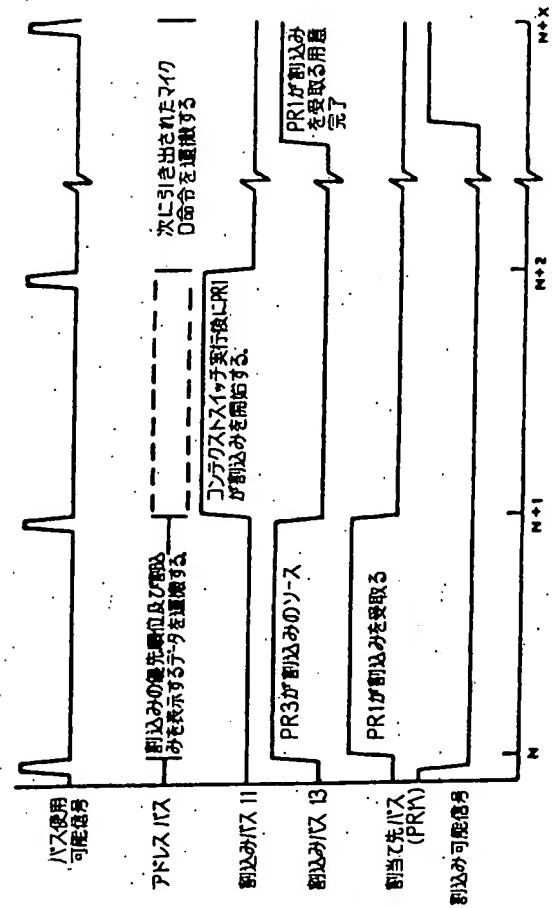 バス使用
可能信号
アドレス バス
割込みの優先順位及び割込
みを表示するデータを運搬する。
次に引き出されたマイク
ロ命令を運搬する
割込みバス 11
コンテクストスイッチ実行後にPR1
が割込みを開始する。
割込みバス 13
PR3が割込みのソース
PR1が割込み
を受取る用意
完了
割当て先バス
(PRM)
PR1が割込みを受取る
割込み可能信号
N
N+1
N+2
N+X